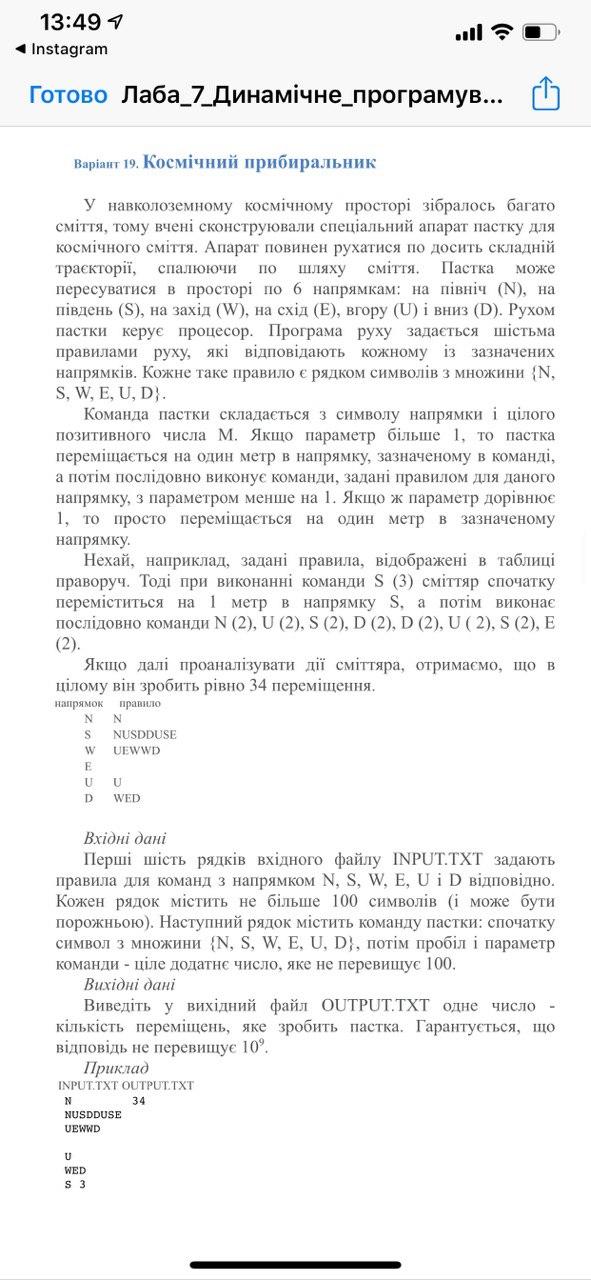 13:49
◄ Instagram
Готово Лаба_7_Динамічне_програмув...
Варіант 19. Космічний прибиральник
У навколоземному космічному просторі зібралось багато
сміття, тому вчені сконструювали спеціальний апарат пастку для
космічного сміття. Апарат повинен рухатися по досить складній
траєкторії, спалюючи по шляху сміття. Пастка може
пересуватися в просторі по 6 напрямкам: на північ (N), на
південь (S), на захід (W), на схід (E), вгору (U) і вниз (D). Рухом
пастки керує процесор. Програма руху задається шістьма
правилами руху, які відповідають кожному із зазначених
напрямків. Кожне таке правило є рядком символів з множини {N,
S, W, E, U, D}.
Команда пастки складається з символу напрямки і цілого
позитивного числа M. Якщо параметр більше 1, то пастка
переміщається на один метр в напрямку, зазначеному в команді,
а потім послідовно виконує команди, задані правилом для даного
напрямку, з параметром менше на 1. Якщо ж параметр дорівнює
1, то просто переміщається на один метр в зазначеному
напрямку.
Нехай, наприклад, задані правила, відображені в таблиці
праворуч. Тоді при виконанні команди S (3) сміттяр спочатку
переміститься на 1 метр в напрямку S, а потім виконає
послідовно команди N (2), U (2), S (2), D (2), D (2), U ( 2), S (2), E
(2).
Якщо далі проаналізувати дії сміттяра, отримаємо, що в
цілому він зробить рівно 34 переміщення.
напрямок правило
N N
S NUSDDUSE
W UEWWD
E
U U
D WED
Вхідні дані
Перші шість рядків вхідного файлу INPUT.TXT задають
правила для команд з напрямком N, S, W, E, U і D відповідно.
Кожен рядок містить не більше 100 символів (і може бути
порожньою). Наступний рядок містить команду пастки: спочатку
символ з множини {N, S, W, E, U, D}, потім пробіл і параметр
команди - ціле додатнє число, яке не перевищує 100.
Вихідні дані
Виведіть у вихідний файл OUTPUT.TXT одне число -
кількість переміщень, яке зробить пастка. Гарантується, що
відповідь не перевищує 10⁹.
Приклад
INPUT.TXT OUTPUT.TXT
N 34
NUSDDUSE
UEWWD
U
WED
S 3